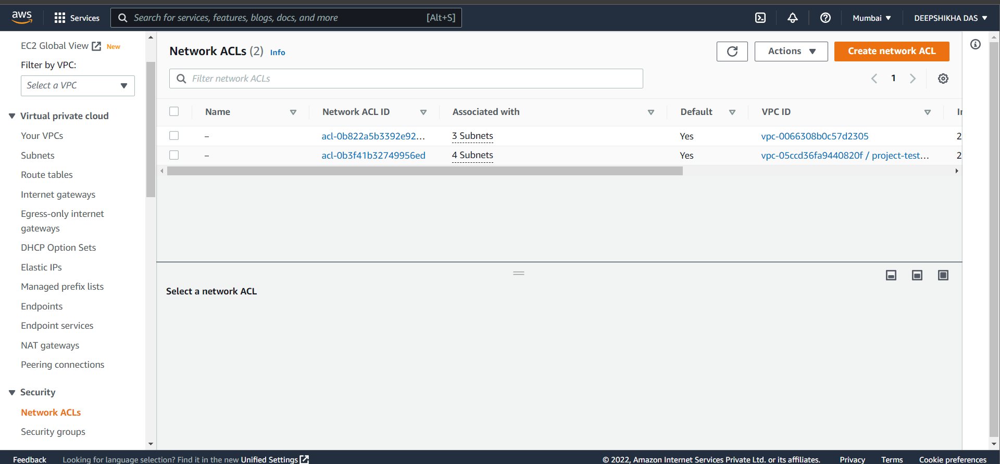 aws
Services
Search for services, features, blogs, docs, and more [Alt+S]
Mumbai
DEEPSHIKHA DAS
EC2 Global View New
Filter by VPC:
Select a VPC
Virtual private cloud
Your VPCs
Subnets
Route tables
Internet gateways
Egress-only internet
gateways
DHCP Option Sets
Elastic IPs
Managed prefix lists
Endpoints
Endpoint services
NAT gateways
Peering connections
Security
Network ACLs
Security groups
Network ACLs (2) Info
Actions
Create network ACL
Filter network ACLs
1
Name Network ACL ID Associated with Default VPC ID
– acl-0b822a5b3392e92... 3 Subnets Yes vpc-0066308b0c57d2305 2
– acl-0b3f41b32749956ed 4 Subnets Yes vpc-05ccd36fa9440820f / project-test... 2
Select a network ACL
Feedback Looking for language selection? Find it in the new Unified Settings © 2022, Amazon Internet Services Private Ltd. or its affiliates. Privacy Terms Cookie preferences